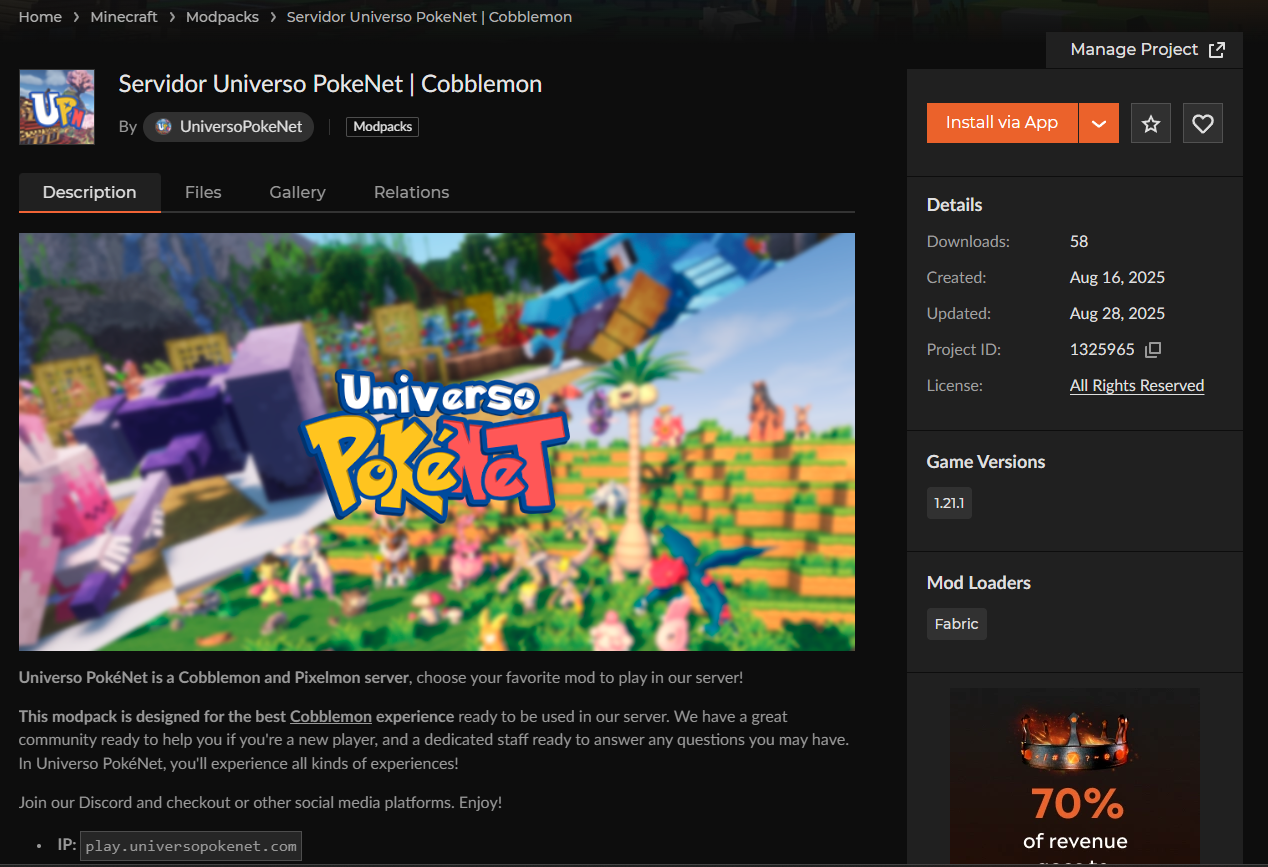 Home > Minecraft > Modpacks > Servidor Universo PokeNet | Cobblemon
Manage Project
UPN
Servidor Universo PokeNet | Cobblemon
By UniversoPokeNet Modpacks
Install via App
Description Files Gallery Relations
Universo
PokéNet
Universo PokéNet is a Cobblemon and Pixelmon server, choose your favorite mod to play in our server!
This modpack is designed for the best Cobblemon experience ready to be used in our server. We have a great
community ready to help you if you're a new player, and a dedicated staff ready to answer any questions you may have.
In Universo PokéNet, you'll experience all kinds of experiences!
Join our Discord and checkout or other social media platforms. Enjoy!
• IP: play.universopokenet.com
Details
Downloads: 58
Created: Aug 16, 2025
Updated: Aug 28, 2025
Project ID: 1325965
License: All Rights Reserved
Game Versions
1.21.1
Mod Loaders
Fabric
70%
of revenue